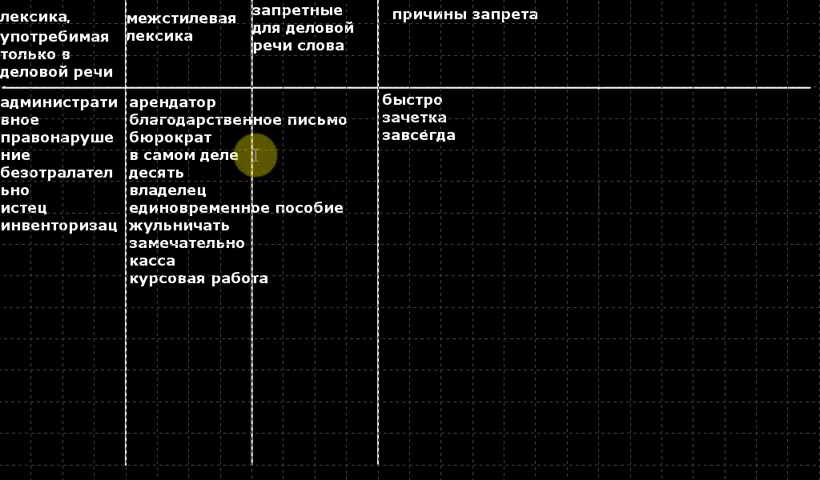 лексика,
употребимая
только в
деловой речи
межстилевая
лексика
запретные
для деловой
речи слова
причины запрета
административ
вное
правонаруше
ние
безотралател
ьно
истец
инвенторизац
арендатор
благодарственное письмо
бюрократ
в самом деле
десять
владелец
единовременное пособие
жульничать
замечательно
касса
курсовая работа
быстро
зачетка
завсегда